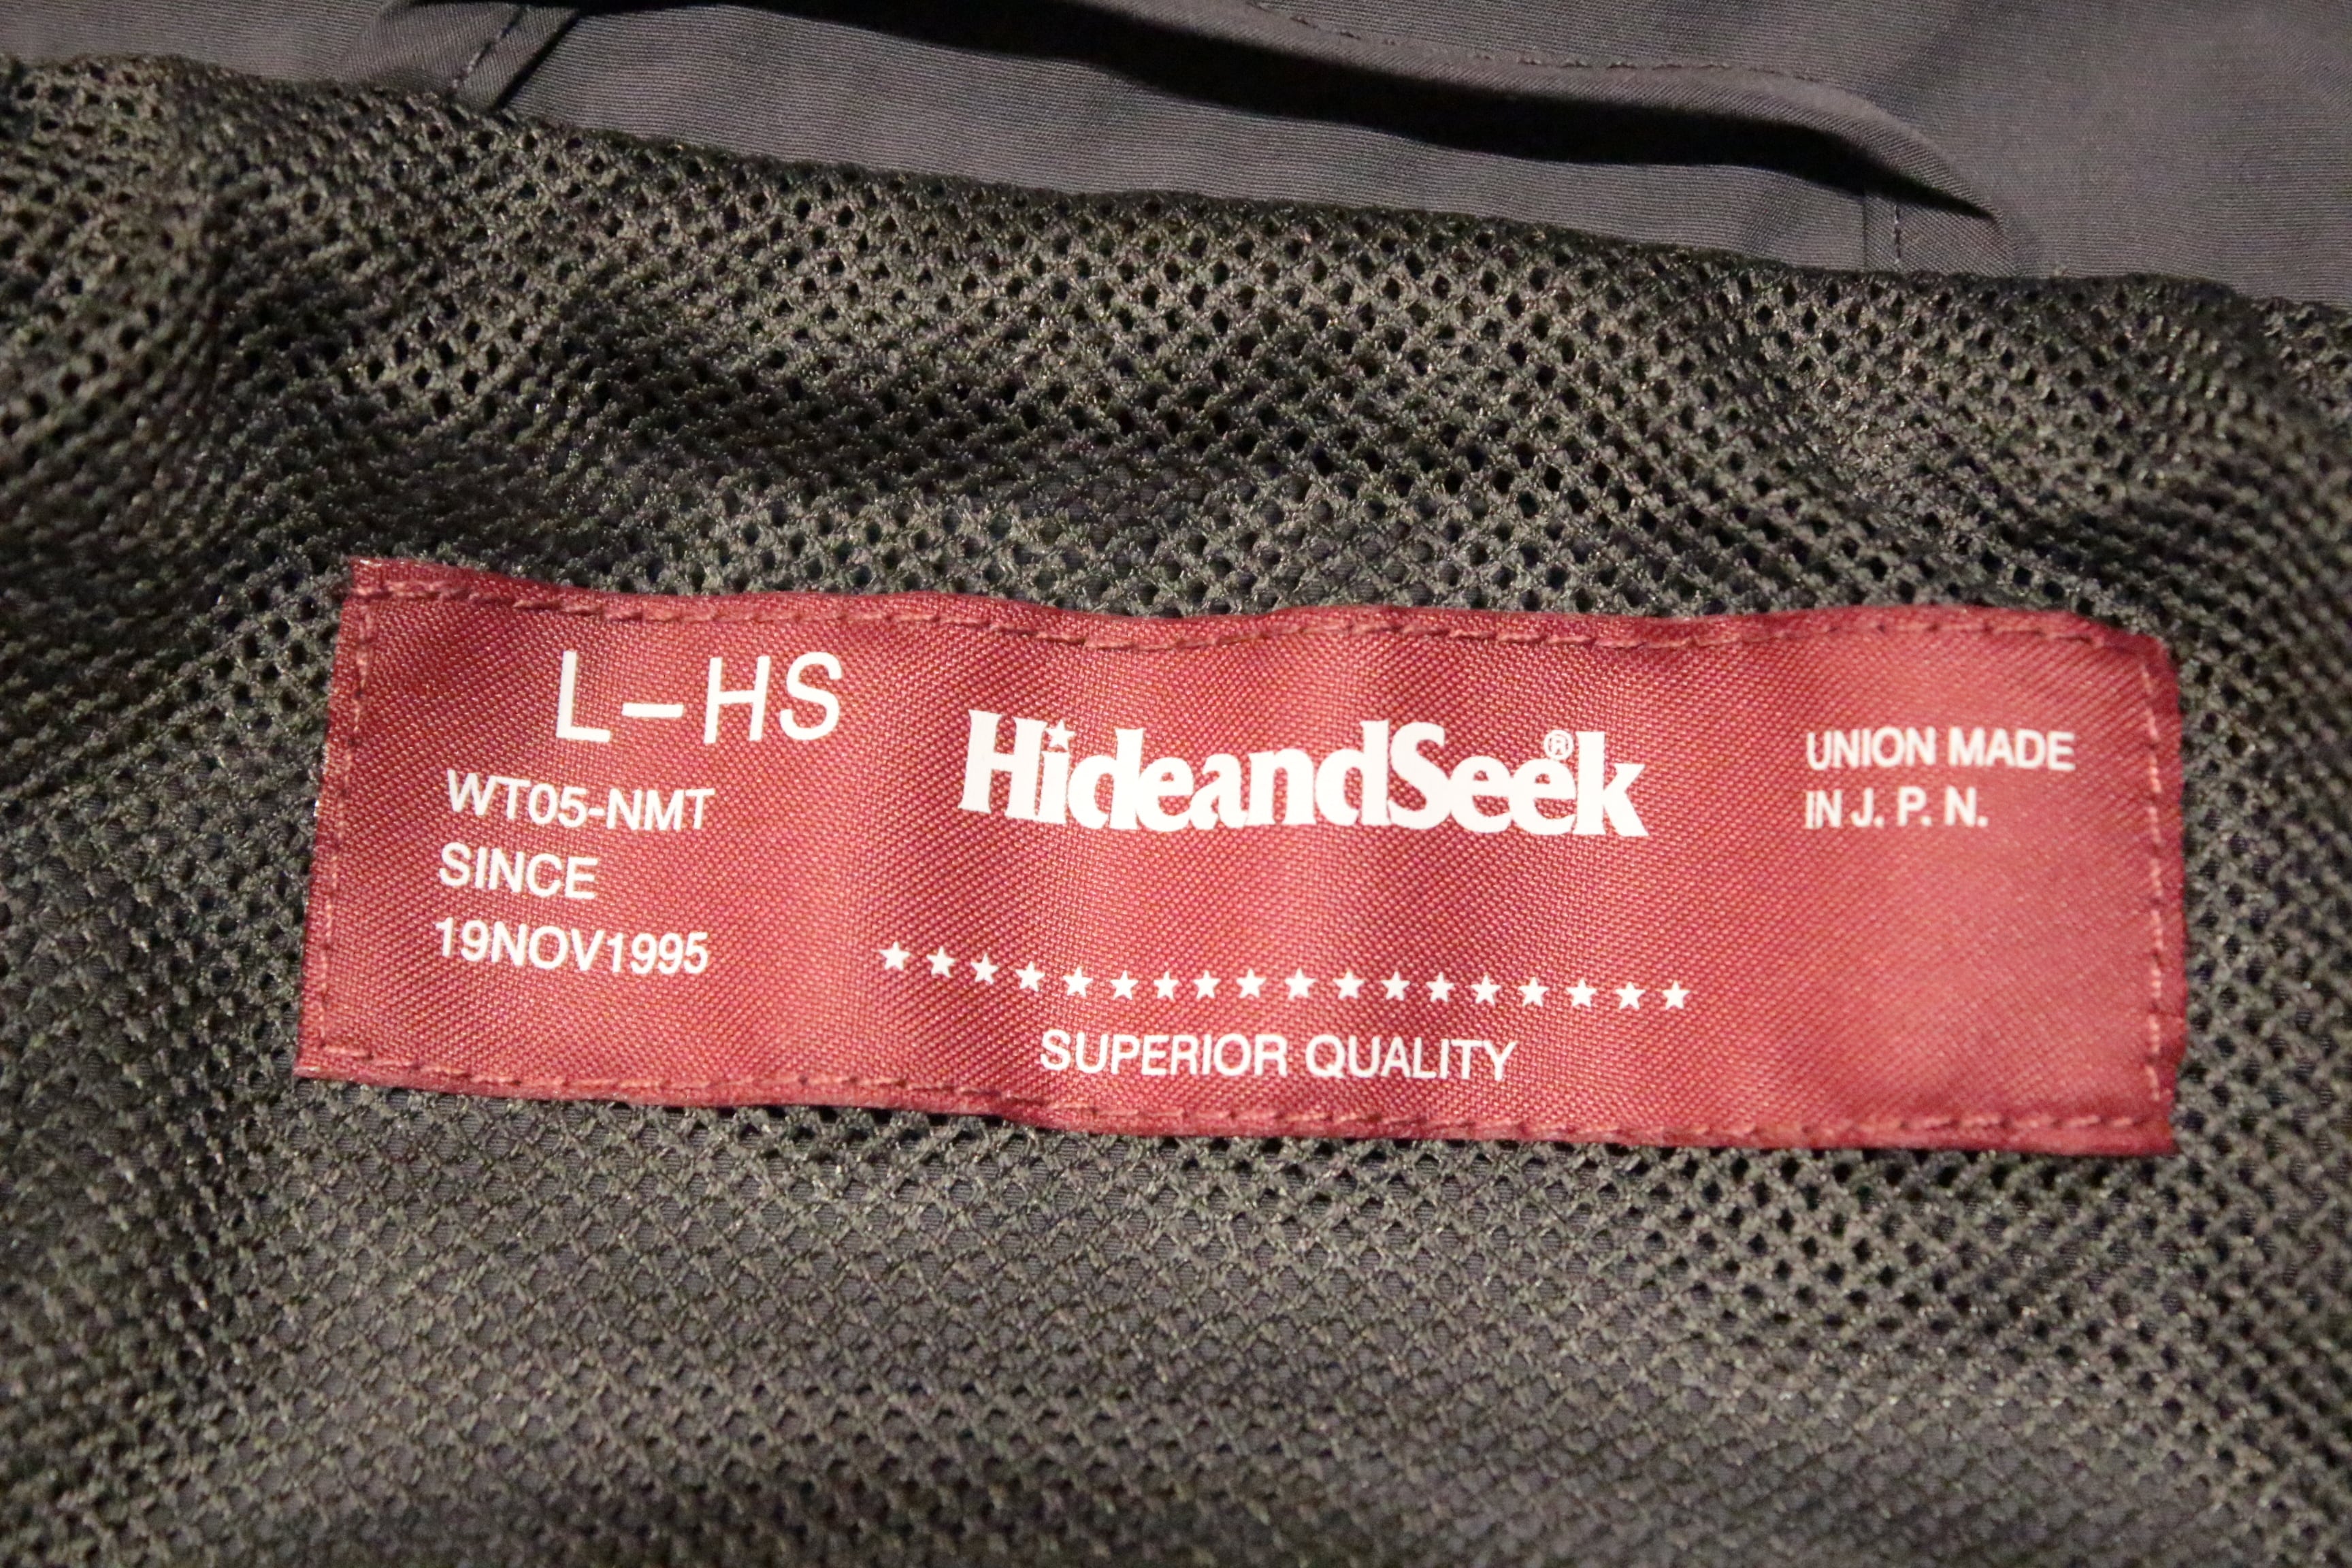 L-HS
WT05-NMT
SINCE
19NOV1995
HideandSeek®
★★★★★★★★★★★★★★★★★★
SUPERIOR QUALITY
UNION MADE
IN J. P. N.